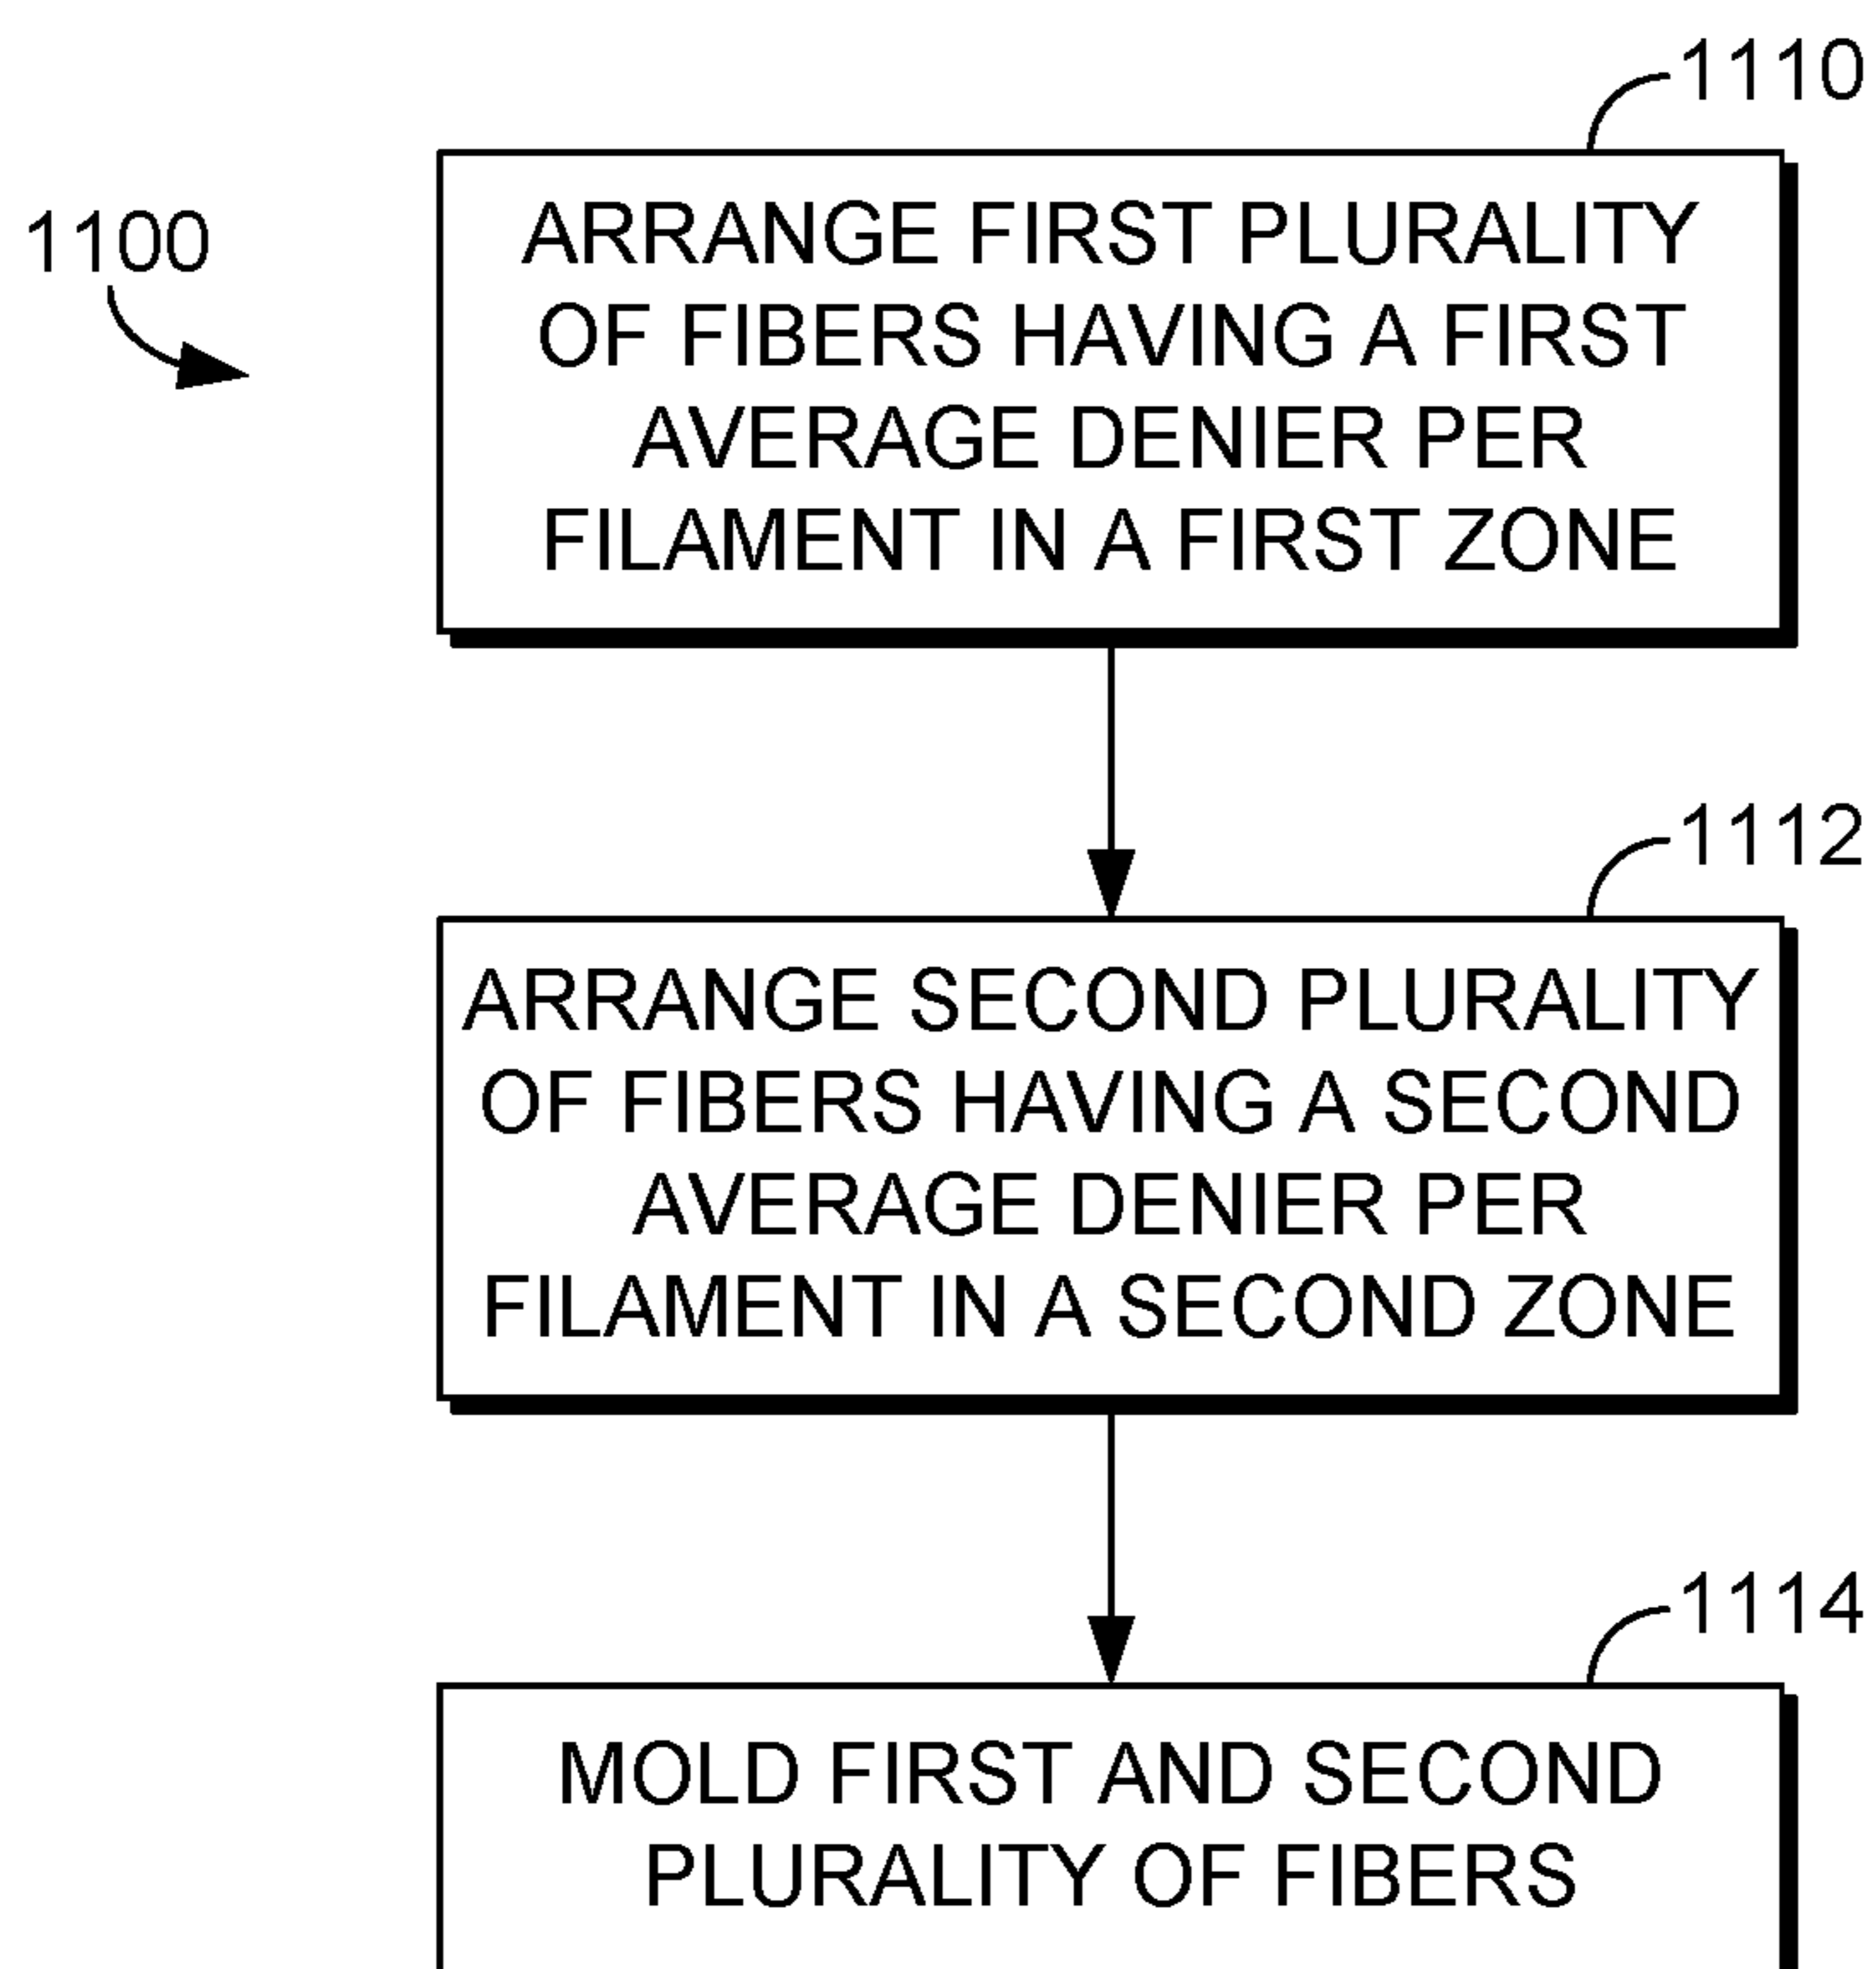 1110
1100
ARRANGE FIRST PLURALITY
OF FIBERS HAVING A FIRST
AVERAGE DENIER PER
FILAMENT IN A FIRST ZONE
1112
ARRANGE SECOND PLURALITY
OF FIBERS HAVING A SECOND
AVERAGE DENIER PER
FILAMENT IN A SECOND ZONE
1114
MOLD FIRST AND SECOND
PLURALITY OF FIBERS